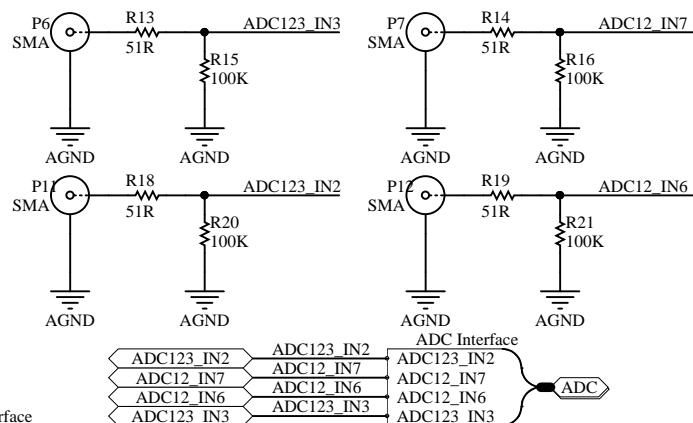 P6
SMA
R13
51R
ADC123_IN3
R15
100K
AGND
AGND
P7
SMA
R14
51R
ADC12_IN7
R16
100K
AGND
AGND
P11
SMA
R18
51R
ADC123_IN2
R20
100K
AGND
AGND
P12
SMA
R19
51R
ADC12_IN6
R21
100K
AGND
AGND
ADC Interface
ADC123_IN2 ADC123_IN2 ADC123_IN2
ADC12_IN7 ADC12_IN7 ADC12_IN7
ADC12_IN6 ADC12_IN6 ADC12_IN6
ADC123_IN3 ADC123_IN3 ADC123_IN3
ADC
rface